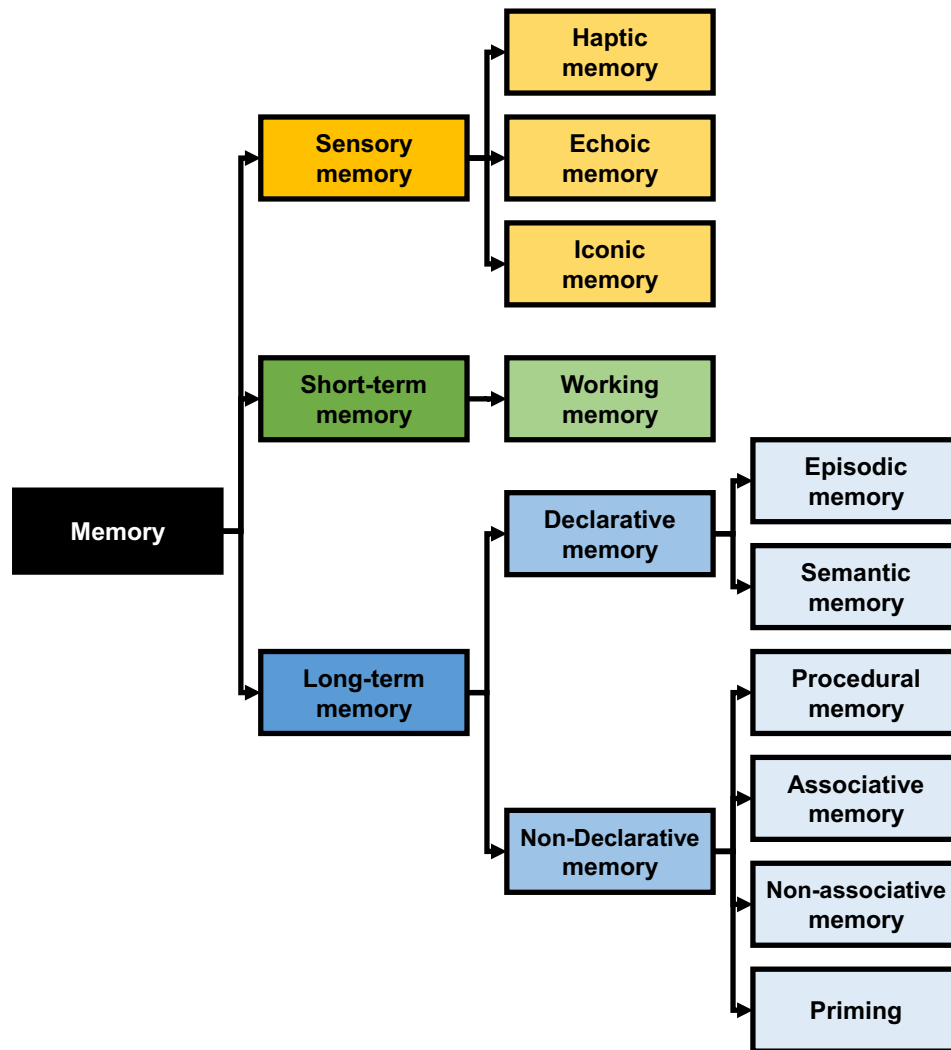 Haptic
memory
Sensory
memory
Echoic
memory
Iconic
memory
Short-term
memory
Working
memory
Episodic
memory
Memory
Declarative
memory
Semantic
memory
Long-term
memory
Procedural
memory
Associative
memory
Non-Declarative
memory
Non-associative
memory
Priming